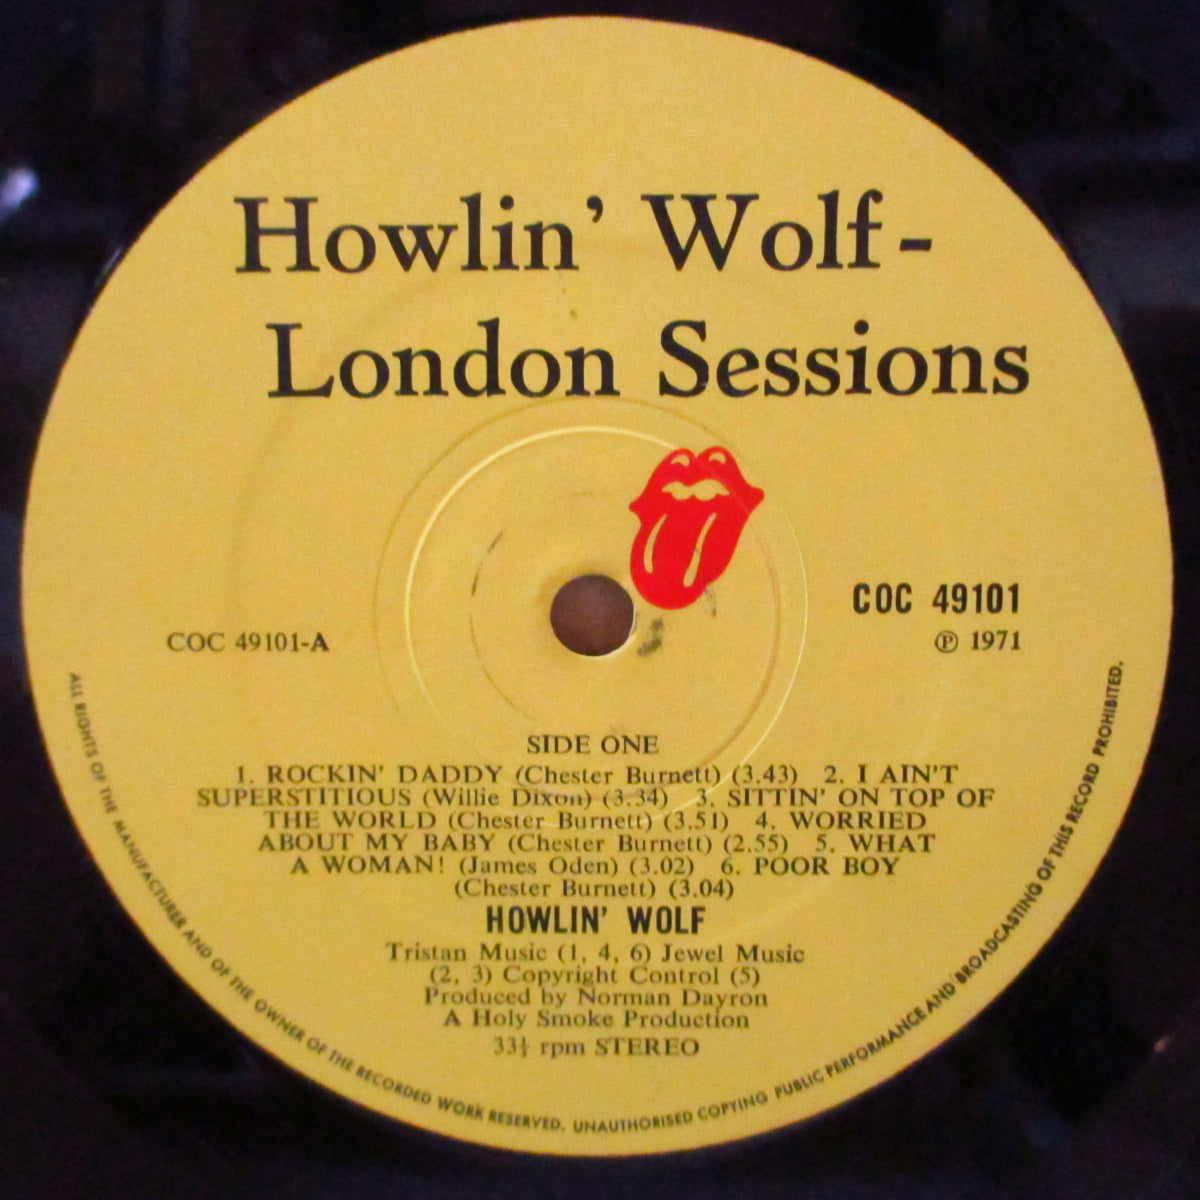 Howlin' Wolf-
London Sessions
COC 49101
COC 49101-A
℗ 1971
SIDE ONE
1. ROCKIN' DADDY (Chester Burnett) (3.43) 2. I AIN'T
SUPERSTITIOUS (Willie Dixon) (3.34) 3. SITTIN' ON TOP OF
THE WORLD (Chester Burnett) (3.51) 4. WORRIED
ABOUT MY BABY (Chester Burnett) (2.55) 5. WHAT
A WOMAN! (James Oden) (3.02) 6. POOR BOY
(Chester Burnett) (3.04)
HOWLIN' WOLF
Tristan Music (1, 4, 6) Jewel Music
(2, 3) Copyright Control (5)
Produced by Norman Dayron
A Holy Smoke Production
33⅓ rpm STEREO
ALL RIGHTS OF THE MANUFACTURER AND OF THE OWNER OF THE RECORDED WORK RESERVED. UNAUTHORISED COPYING PUBLIC PERFORMANCE AND BROADCASTING OF THIS RECORD PROHIBITED.